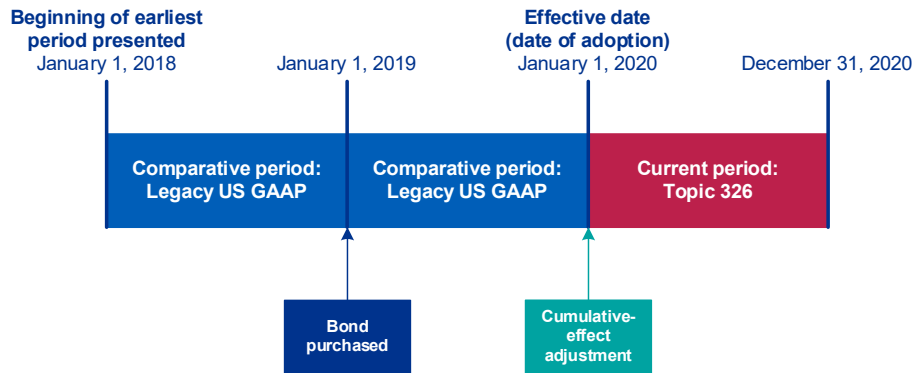 Beginning of earliest
period presented
January 1, 2018
January 1, 2019
Effective date
(date of adoption)
January 1, 2020
December 31, 2020
Comparative period:
Legacy US GAAP
Comparative period:
Legacy US GAAP
Current period:
Topic 326
Bond
purchased
Cumulative-
effect
adjustment